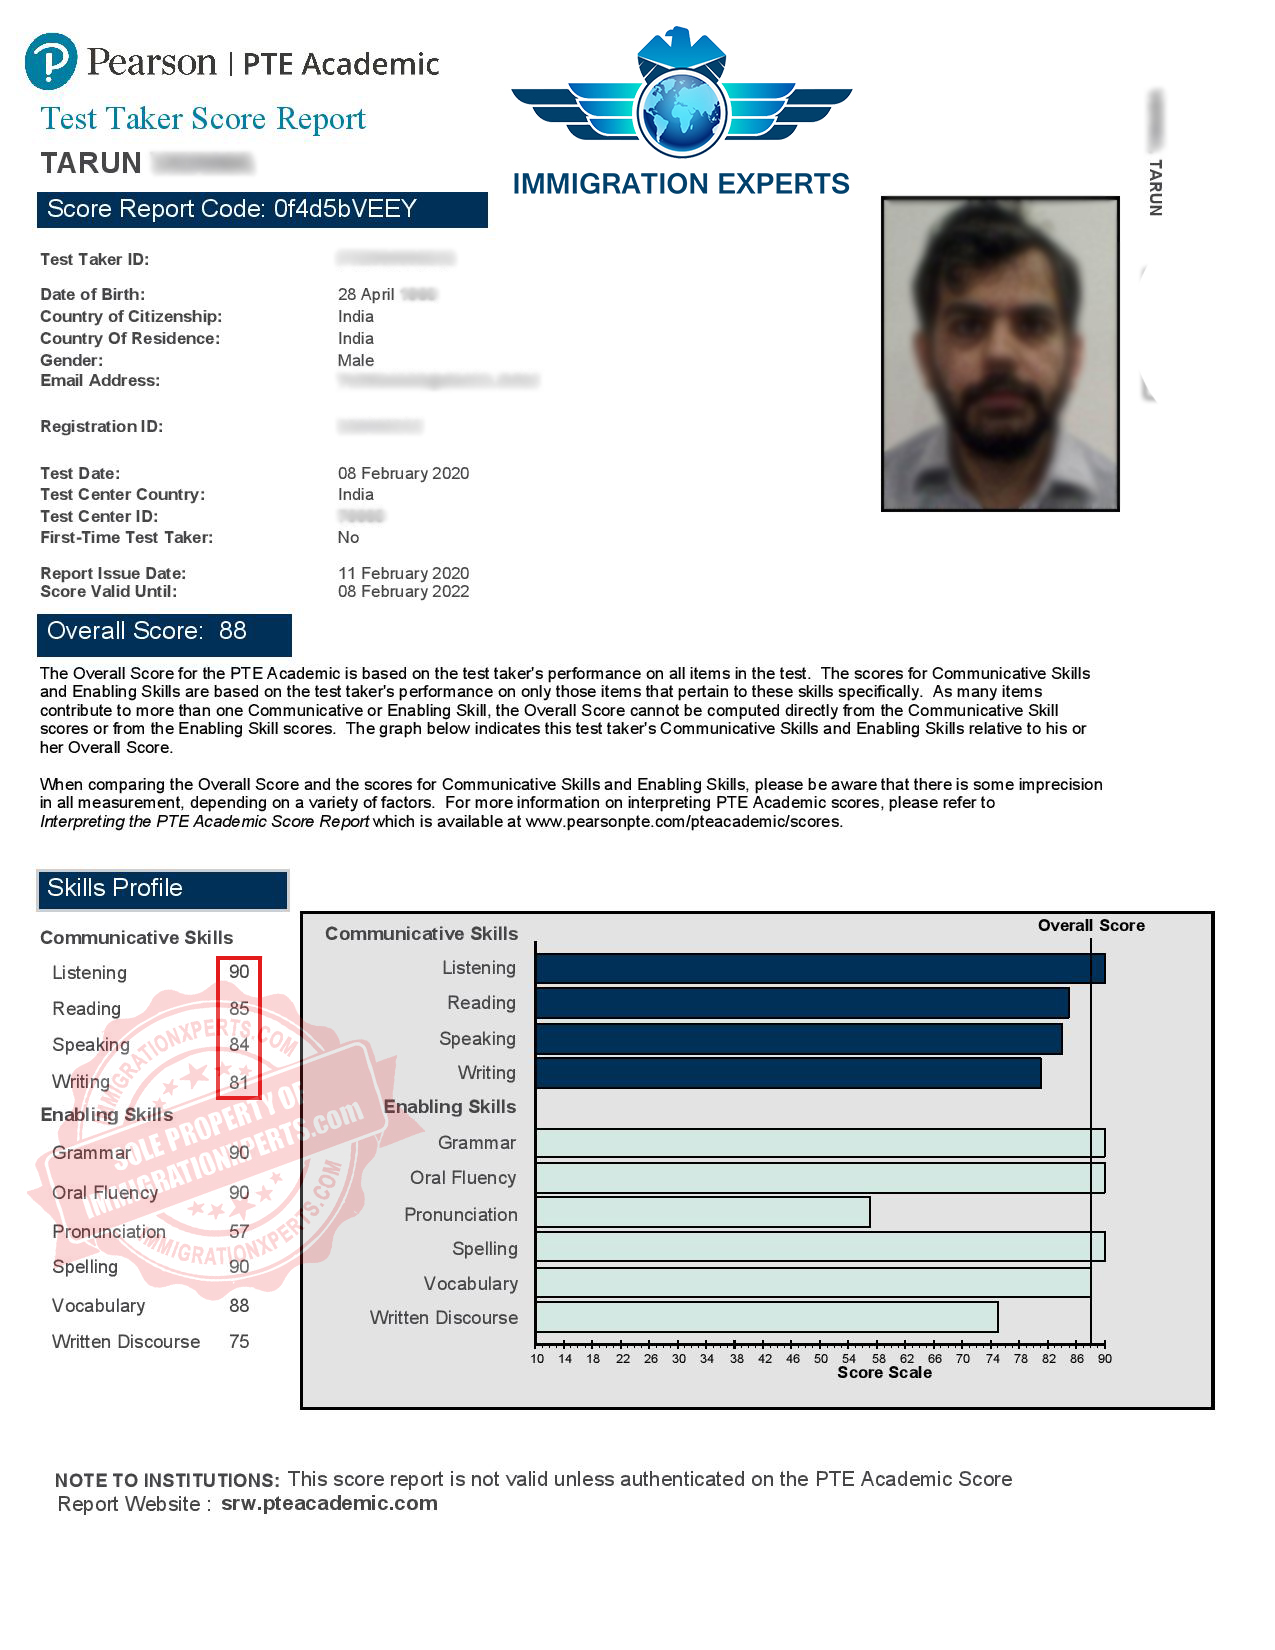 Pearson | PTE Academic
Test Taker Score Report
TARUN
IMMIGRATION EXPERTS
TARUN
Score Report Code: 0f4d5bVEEY
Test Taker ID:
Date of Birth: 28 April
Country of Citizenship: India
Country Of Residence: India
Gender: Male
Email Address:
Registration ID:
Test Date: 08 February 2020
Test Center Country: India
Test Center ID:
First-Time Test Taker: No
Report Issue Date: 11 February 2020
Score Valid Until: 08 February 2022
Overall Score: 88
The Overall Score for the PTE Academic is based on the test taker's performance on all items in the test. The scores for Communicative Skills
and Enabling Skills are based on the test taker's performance on only those items that pertain to these skills specifically. As many items
contribute to more than one Communicative or Enabling Skill, the Overall Score cannot be computed directly from the Communicative Skill
scores or from the Enabling Skill scores. The graph below indicates this test taker's Communicative Skills and Enabling Skills relative to his or
her Overall Score.
When comparing the Overall Score and the scores for Communicative Skills and Enabling Skills, please be aware that there is some imprecision
in all measurement, depending on a variety of factors. For more information on interpreting PTE Academic scores, please refer to
Interpreting the PTE Academic Score Report which is available at www.pearsonpte.com/pteacademic/scores.
Skills Profile
Communicative Skills
Listening 90
Reading 85
Speaking 84
Writing 81
Enabling Skills
Grammar 90
Oral Fluency 90
Pronunciation 57
Spelling 90
Vocabulary 88
Written Discourse 75
IMMIGRATIONXPERTS.COM
SOLE PROPERTY OF
IMMIGRATIONXPERTS.com
IMMIGRATIONXPERTS.COM
Overall Score
Communicative Skills
Listening
Reading
Speaking
Writing
Enabling Skills
Grammar
Oral Fluency
Pronunciation
Spelling
Vocabulary
Written Discourse
10 14 18 22 26 30 34 38 42 46 50 54 58 62 66 70 74 78 82 86 90
Score Scale
NOTE TO INSTITUTIONS: This score report is not valid unless authenticated on the PTE Academic Score
Report Website : srw.pteacademic.com